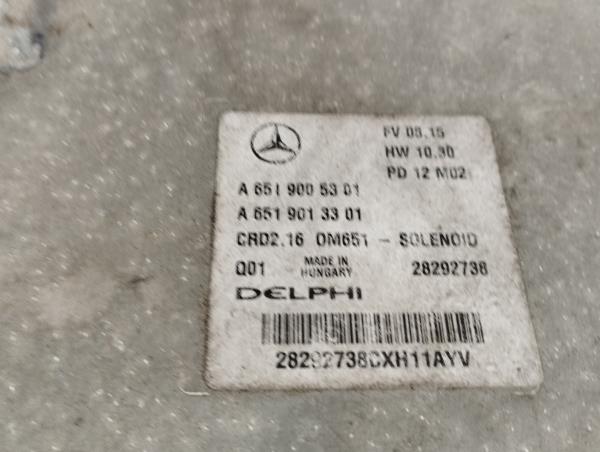 FV 08.15
HW 10.30
PD 12 M02
A 651 900 53 01
A 651 901 33 01
CRD2.16 OM651 - SOLENOID
Q01 MADE IN HUNGARY 28292738
DELPHI
28292738CXH11AYV